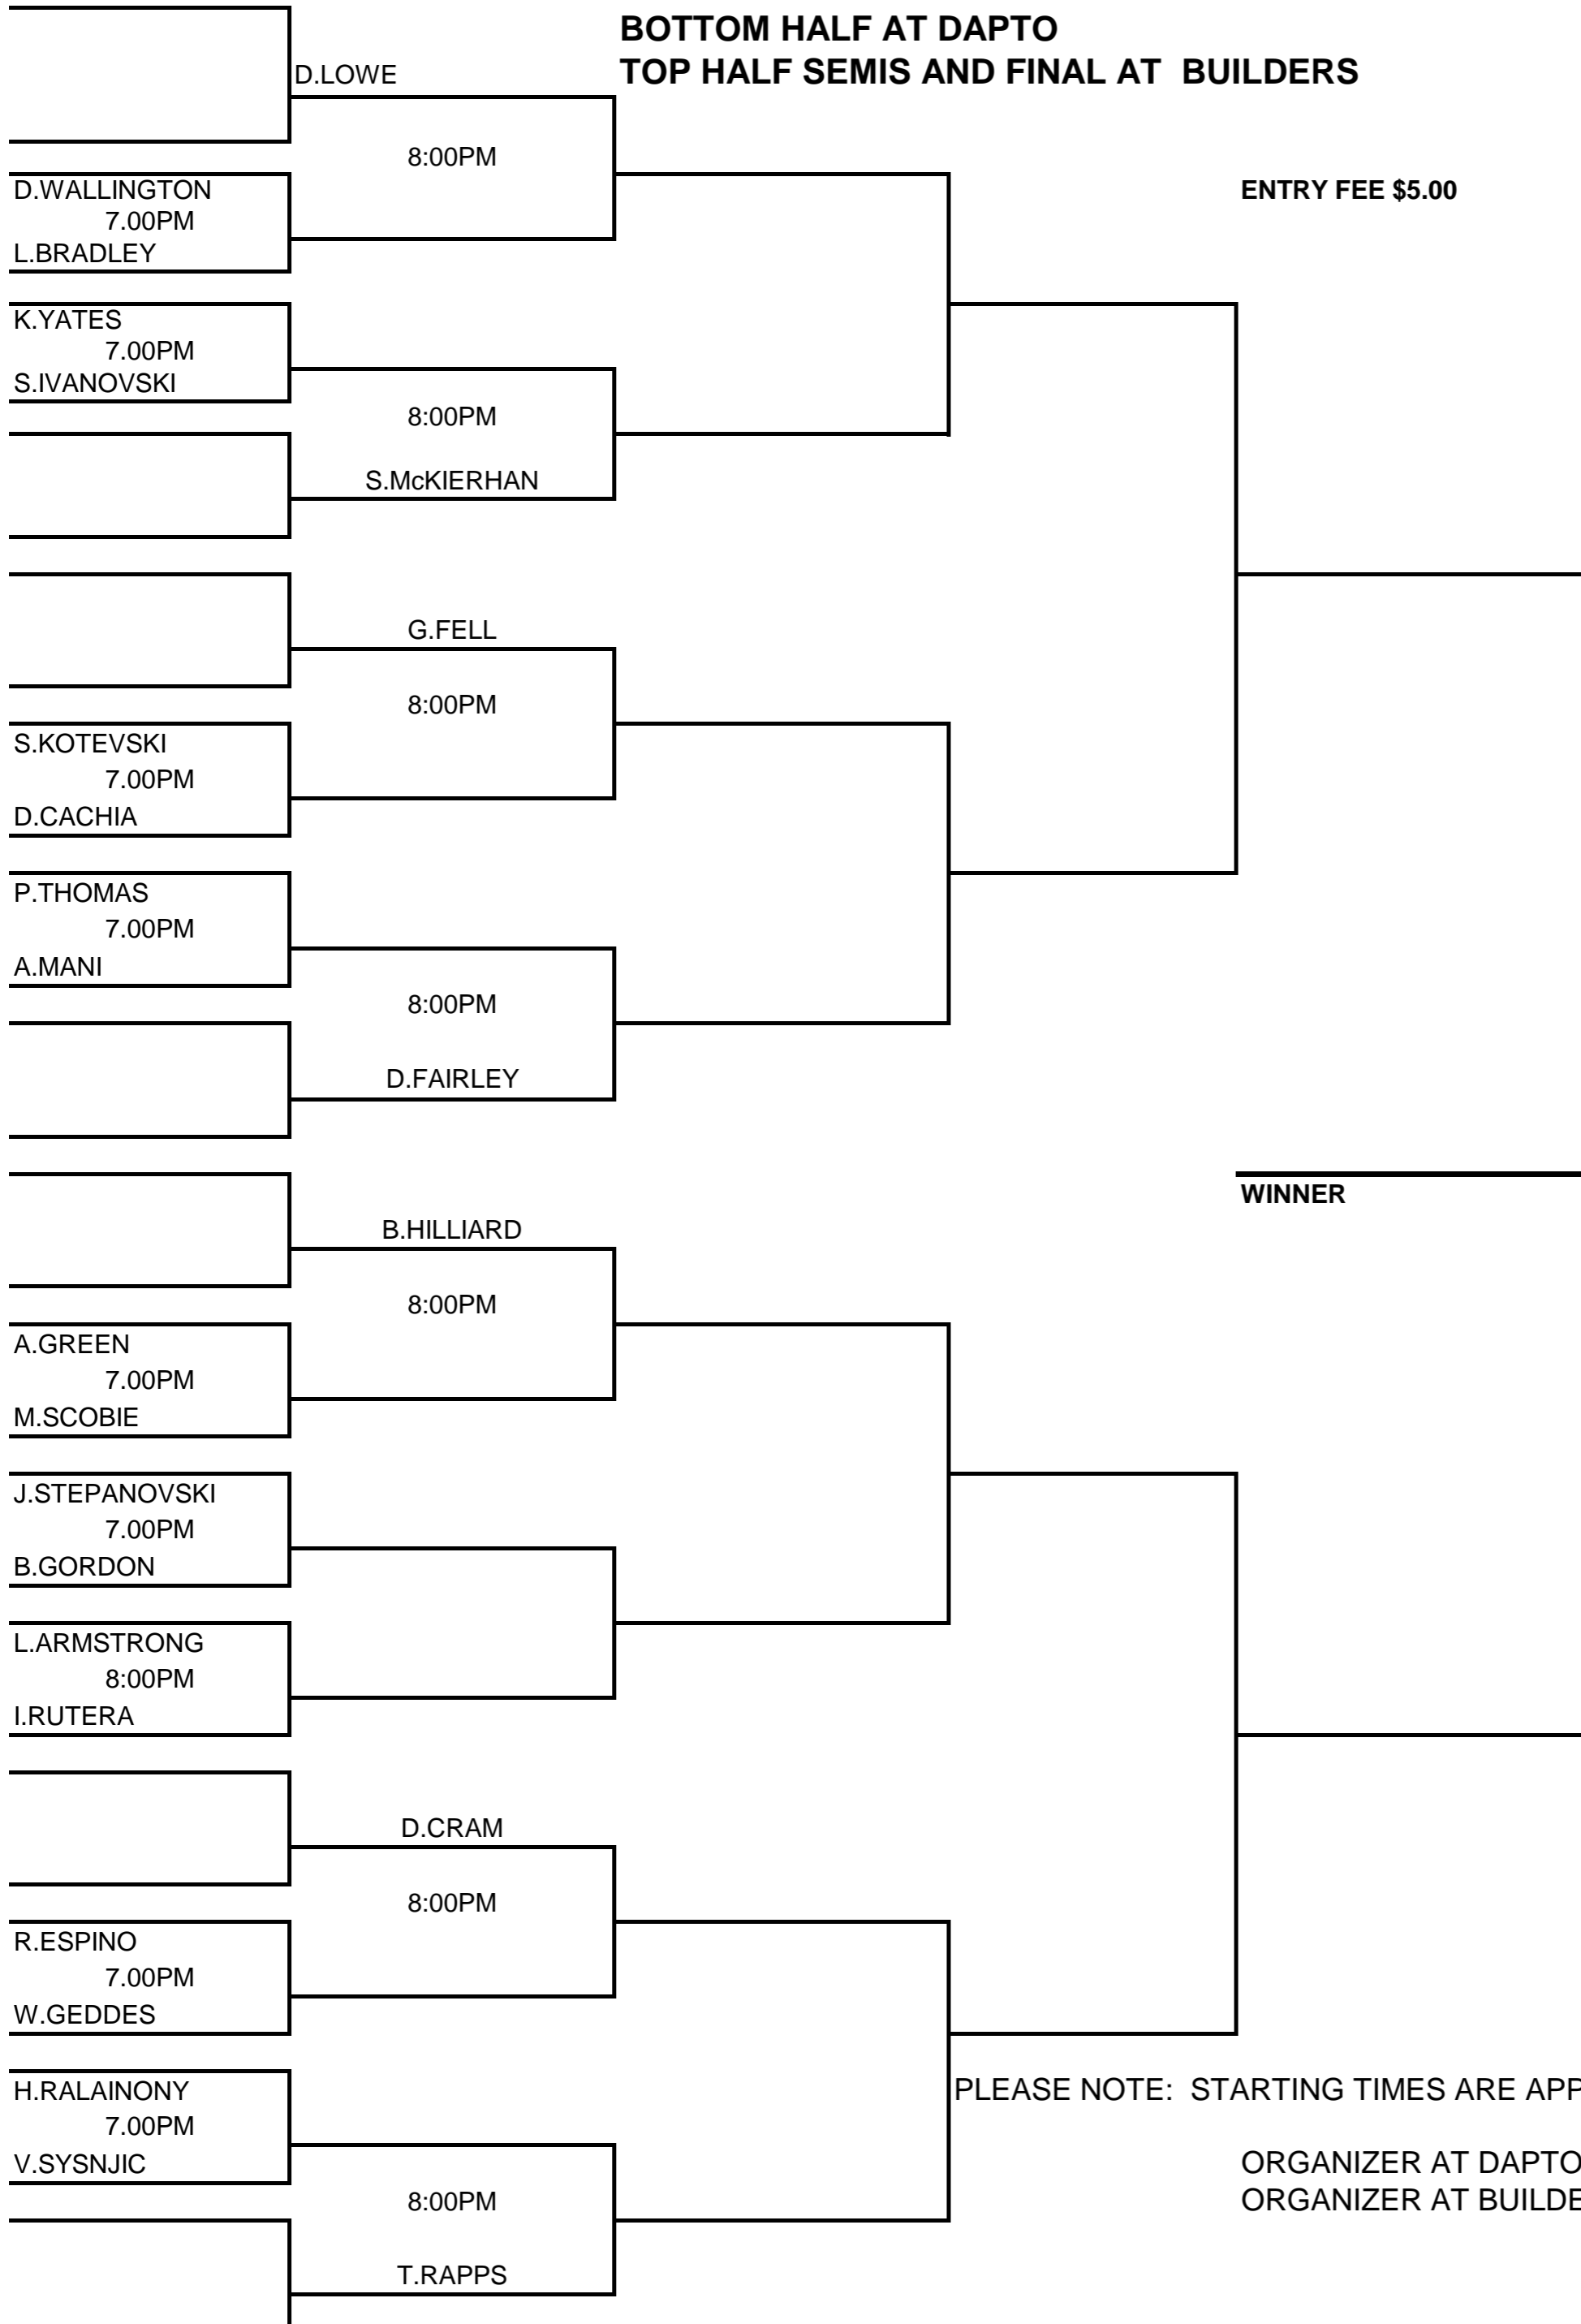 BOTTOM HALF AT DAPTO
D.LOWE
TOP HALF SEMIS AND FINAL AT  BUILDERS
8:00PM
D.WALLINGTON
ENTRY FEE $5.00
7.00PM
L.BRADLEY
K.YATES
7.00PM
S.IVANOVSKI
8:00PM
S.McKIERHAN
G.FELL
8:00PM
S.KOTEVSKI
7.00PM
D.CACHIA
P.THOMAS
7.00PM
A.MANI
8:00PM
D.FAIRLEY
WINNER
B.HILLIARD
8:00PM
A.GREEN
7.00PM
M.SCOBIE
J.STEPANOVSKI
7.00PM
B.GORDON
L.ARMSTRONG
8:00PM
I.RUTERA
D.CRAM
8:00PM
R.ESPINO
7.00PM
W.GEDDES
H.RALAINONY
PLEASE NOTE:  STARTING TIMES ARE APP
7.00PM
V.SYSNJIC
ORGANIZER AT DAPTO
8:00PM
ORGANIZER AT BUILDE
T.RAPPS